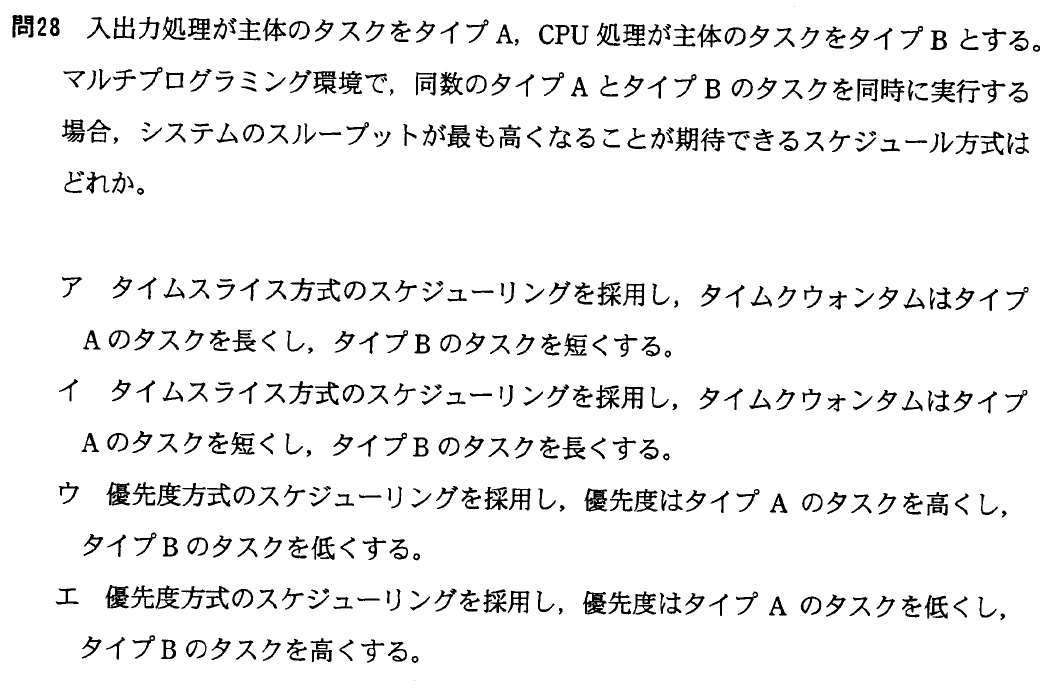 問28 入出力処理が主体のタスクをタイプ A，CPU 処理が主体のタスクをタイプ B とする。
マルチプログラミング環境で，同数のタイプ A とタイプ B のタスクを同時に実行する
場合，システムのスループットが最も高くなることが期待できるスケジュール方式は
どれか。
ア タイムスライス方式のスケジューリングを採用し，タイムクウォンタムはタイプ
A のタスクを長くし，タイプ B のタスクを短くする。
イ タイムスライス方式のスケジューリングを採用し，タイムクウォンタムはタイプ
A のタスクを短くし，タイプ B のタスクを長くする。
ウ 優先度方式のスケジューリングを採用し，優先度はタイプ A のタスクを高くし，
タイプ B のタスクを低くする。
エ 優先度方式のスケジューリングを採用し，優先度はタイプ A のタスクを低くし，
タイプ B のタスクを高くする。